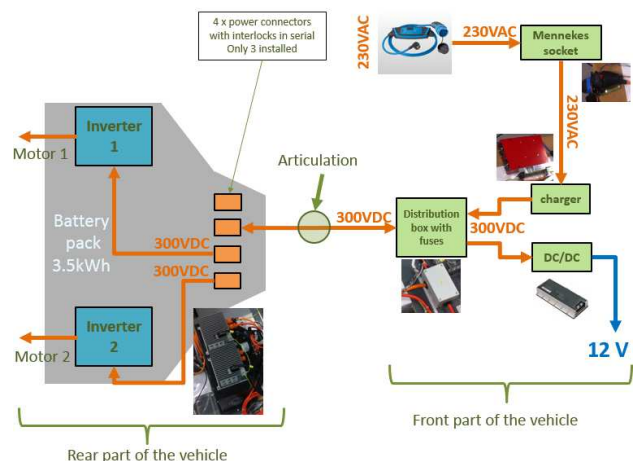 4 x power connectors
with interlocks in serial
Only 3 installed
230VAC
230VAC
Mennekes
socket
230VAC
Inverter
1
Motor 1
Articulation
Battery
pack
3.5kWh
300VDC
300VDC
300VDC
Distribution
box with
fuses
charger
300VDC
DC/DC
Inverter
2
Motor 2
12 V
Front part of the vehicle
Rear part of the vehicle